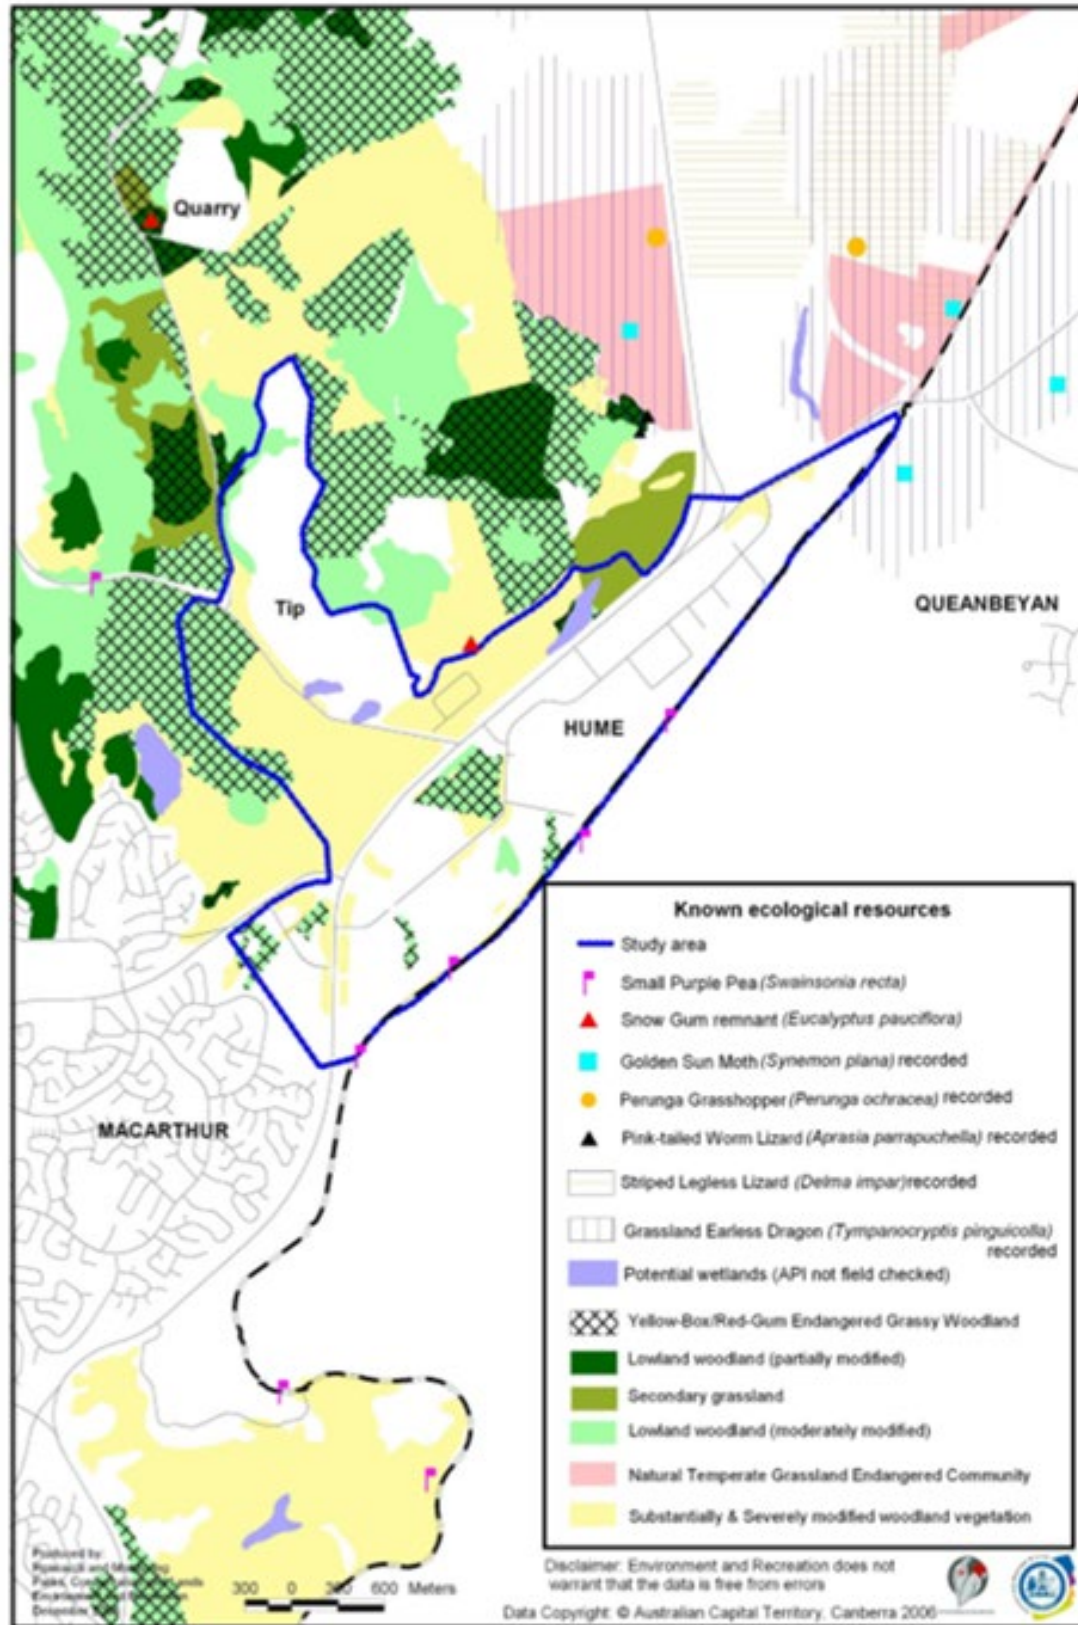 Quarry
Tip
QUEANBEYAN
HUME
MACARTHUR
Known ecological resources
Study area
Small Purple Pea (Swainsonia recta)
Snow Gum remnant (Eucalyptus pauciflora)
Golden Sun Moth (Synemon plana) recorded
Perunga Grasshopper (Perunga ochracea) recorded
Pink-tailed Worm Lizard (Aprasia parrapuchella) recorded
Striped Legless Lizard (Delma impar)recorded
Grassland Earless Dragon (Tympanocryptis pinguicolla)
recorded
Potential wetlands (API not field checked)
Yellow-Box/Red-Gum Endangered Grassy Woodland
Lowland woodland (partially modified)
Secondary grassland
Lowland woodland (moderately modified)
Natural Temperate Grassland Endangered Community
Substantially & Severely modified woodland vegetation
Produced by:
Research and
Parks,
300 0 300 600 Meters
Disclaimer: Environment and Recreation does not
warrant that the data is free from errors
Data Copyright: © Australian Capital Territory, Canberra 2006